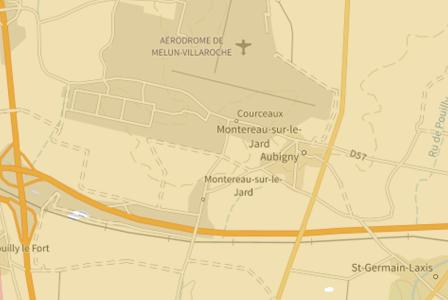 AÉRODROME DE
MELUN-VILLAROCHE
Courceaux
Montereau-sur-le-
Jard
Aubigny
D57
Montereau-sur-le-
Jard
Ru de Pouilly
ouilly le Fort
St-Germain-Laxis